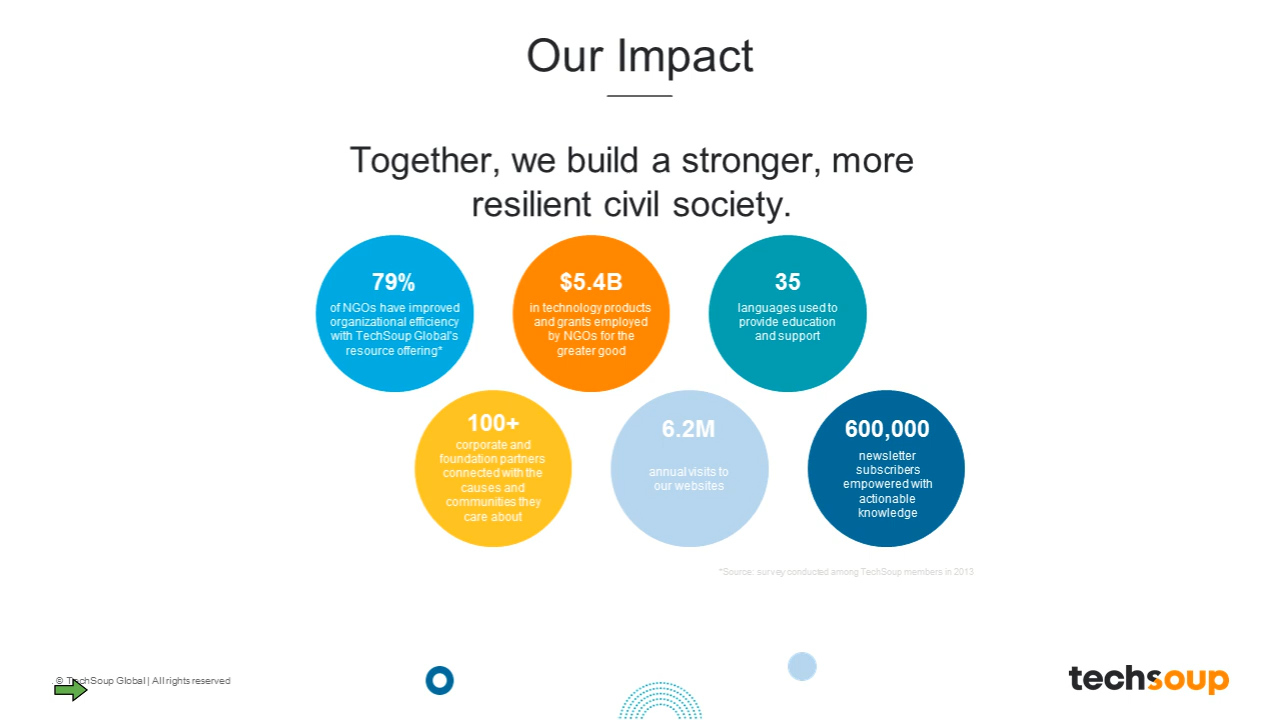 Our Impact
Together, we build a stronger, more
resilient civil society.
79%
of NGOs have improved
organizational efficiency
with TechSoup Global's
resource offering*
$5.4B
in technology products
and grants employed
by NGOs for the
greater good
35
languages used to
provide education
and support
100+
corporate and
foundation partners
connected with the
causes and
communities they
care about
6.2M
annual visits to
our websites
600,000
newsletter
subscribers
empowered with
actionable
knowledge
*Source: survey conducted among TechSoup members in 2013
© TechSoup Global | All rights reserved
techsoup